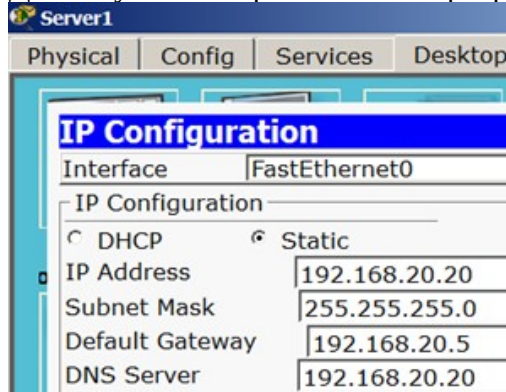 Server1
Physical Config Services Desktop
IP Configuration
Interface FastEthernet0
IP Configuration
DHCP Static
IP Address 192.168.20.20
Subnet Mask 255.255.255.0
Default Gateway 192.168.20.5
DNS Server 192.168.20.20